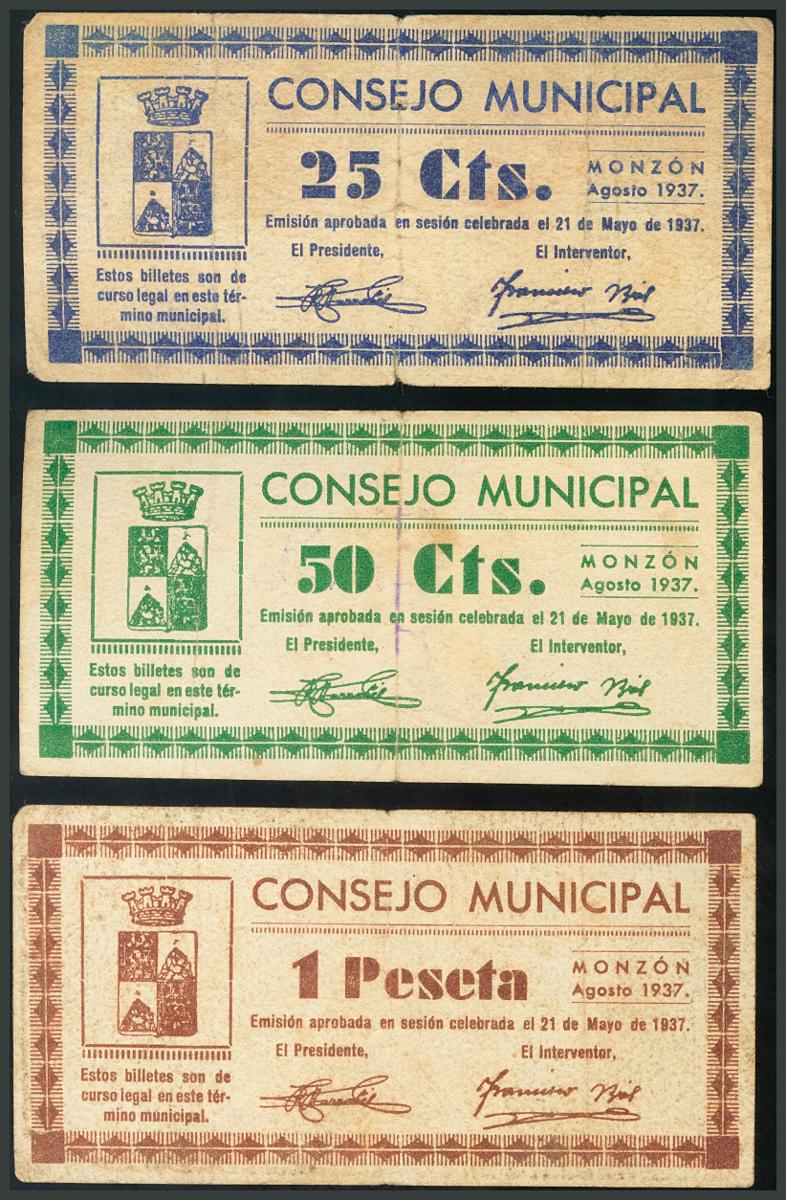 CONSEJO MUNICIPAL
25 Cts.
MONZÓN
Agosto 1937.
Emisión aprobada en sesión celebrada el 21 de Mayo de 1937.
El Presidente,
El Interventor,
Francisco
Estos billetes son de
curso legal en este tér-
mino municipal.
CONSEJO MUNICIPAL
50 Cts.
MONZÓN
Agosto 1937.
Emisión aprobada en sesión celebrada el 21 de Mayo de 1937.
El Presidente,
El Interventor,
Francisco
Estos billetes son de
curso legal en este tér-
mino municipal.
CONSEJO MUNICIPAL
1 Peseta
MONZÓN
Agosto 1937.
Emisión aprobada en sesión celebrada el 21 de Mayo de 1937.
El Presidente,
El Interventor,
Francisco
Estos billetes son de
curso legal en este tér-
mino municipal.